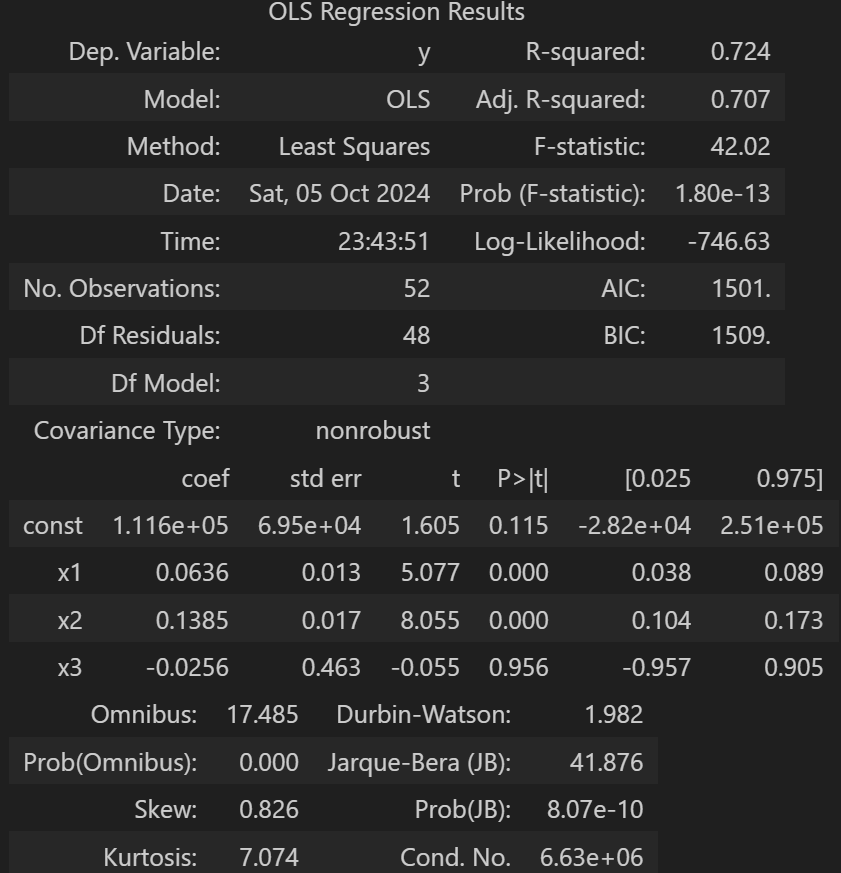 OLS Regression Results
Dep. Variable: y R-squared: 0.724
Model: OLS Adj. R-squared: 0.707
Method: Least Squares F-statistic: 42.02
Date: Sat, 05 Oct 2024 Prob (F-statistic): 1.80e-13
Time: 23:43:51 Log-Likelihood: -746.63
No. Observations: 52 AIC: 1501.
Df Residuals: 48 BIC: 1509.
Df Model: 3
Covariance Type: nonrobust
coef std err t P>|t| [0.025 0.975]
const 1.116e+05 6.95e+04 1.605 0.115 -2.82e+04 2.51e+05
x1 0.0636 0.013 5.077 0.000 0.038 0.089
x2 0.1385 0.017 8.055 0.000 0.104 0.173
x3 -0.0256 0.463 -0.055 0.956 -0.957 0.905
Omnibus: 17.485 Durbin-Watson: 1.982
Prob(Omnibus): 0.000 Jarque-Bera (JB): 41.876
Skew: 0.826 Prob(JB): 8.07e-10
Kurtosis: 7.074 Cond. No. 6.63e+06